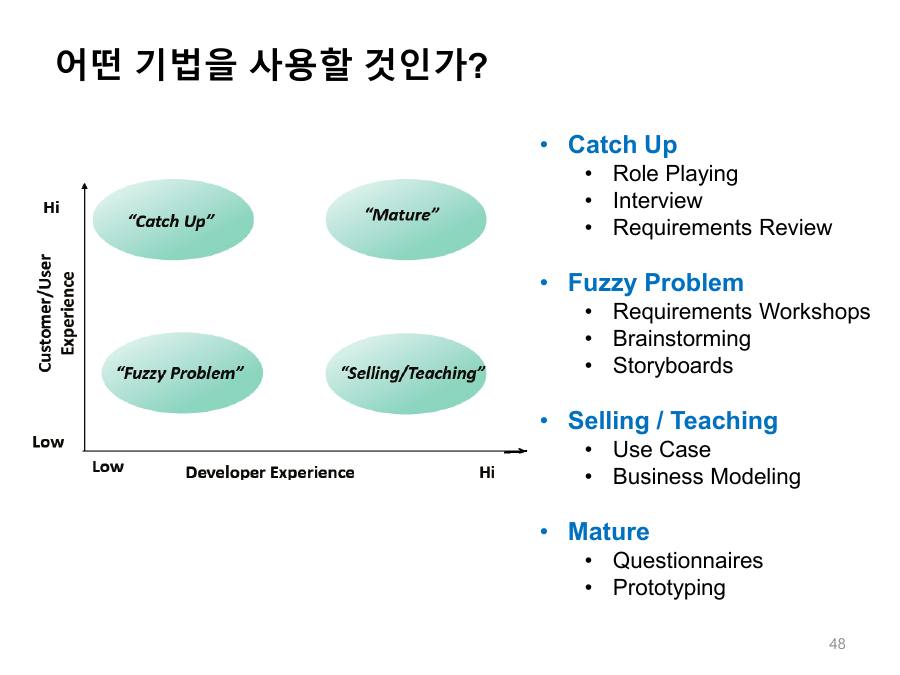 어떤 기법을 사용할 것인가?
Hi
Customer/User
Experience
Low
“Catch Up”
“Mature”
“Fuzzy Problem”
“Selling/Teaching”
Low
Developer Experience
Hi
• Catch Up
• Role Playing
• Interview
• Requirements Review
• Fuzzy Problem
• Requirements Workshops
• Brainstorming
• Storyboards
• Selling / Teaching
• Use Case
• Business Modeling
• Mature
• Questionnaires
• Prototyping
48